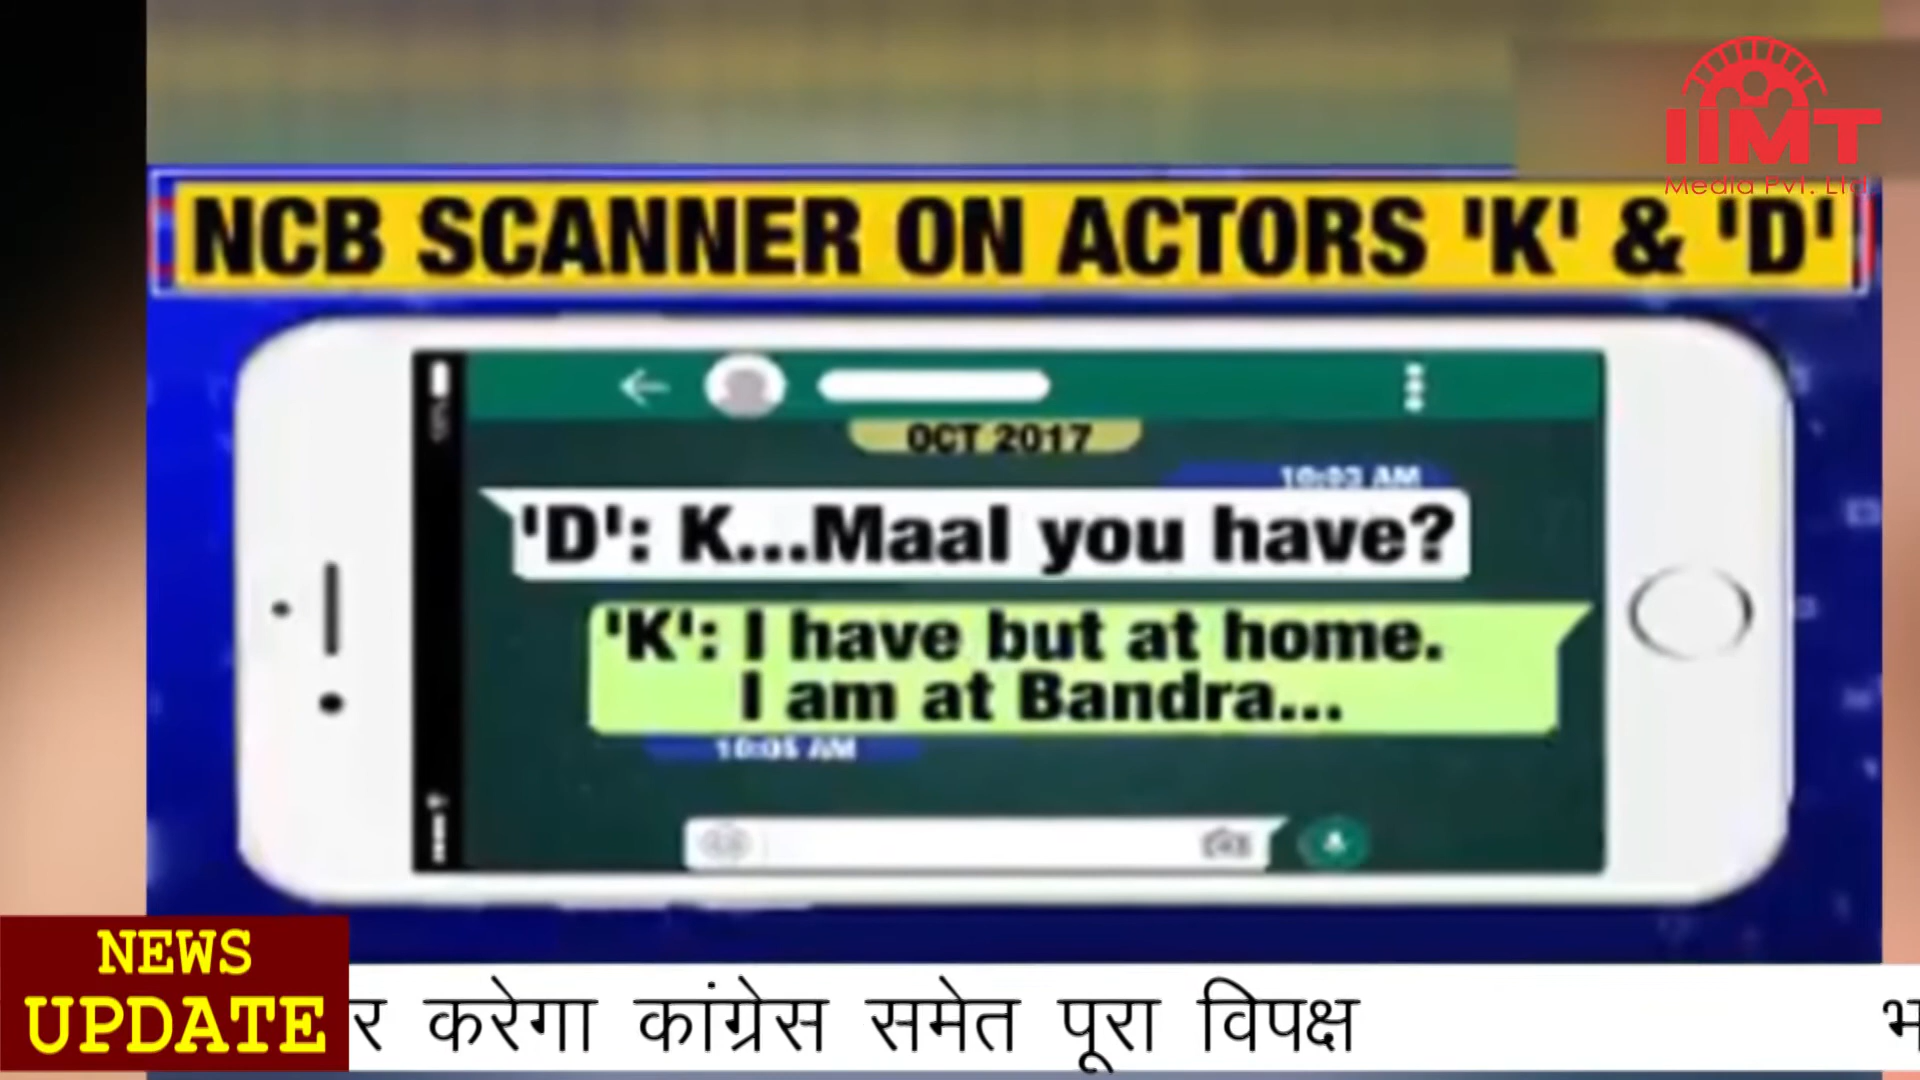 IIMT
Media Pvt. Ltd
NCB SCANNER ON ACTORS 'K' & 'D'
OCT 2017
10:03 AM
'D': K...Maal you have?
'K': I have but at home.
I am at Bandra...
10:05 AM
NEWS
UPDATE
र करेगा कांग्रेस समेत पूरा विपक्ष